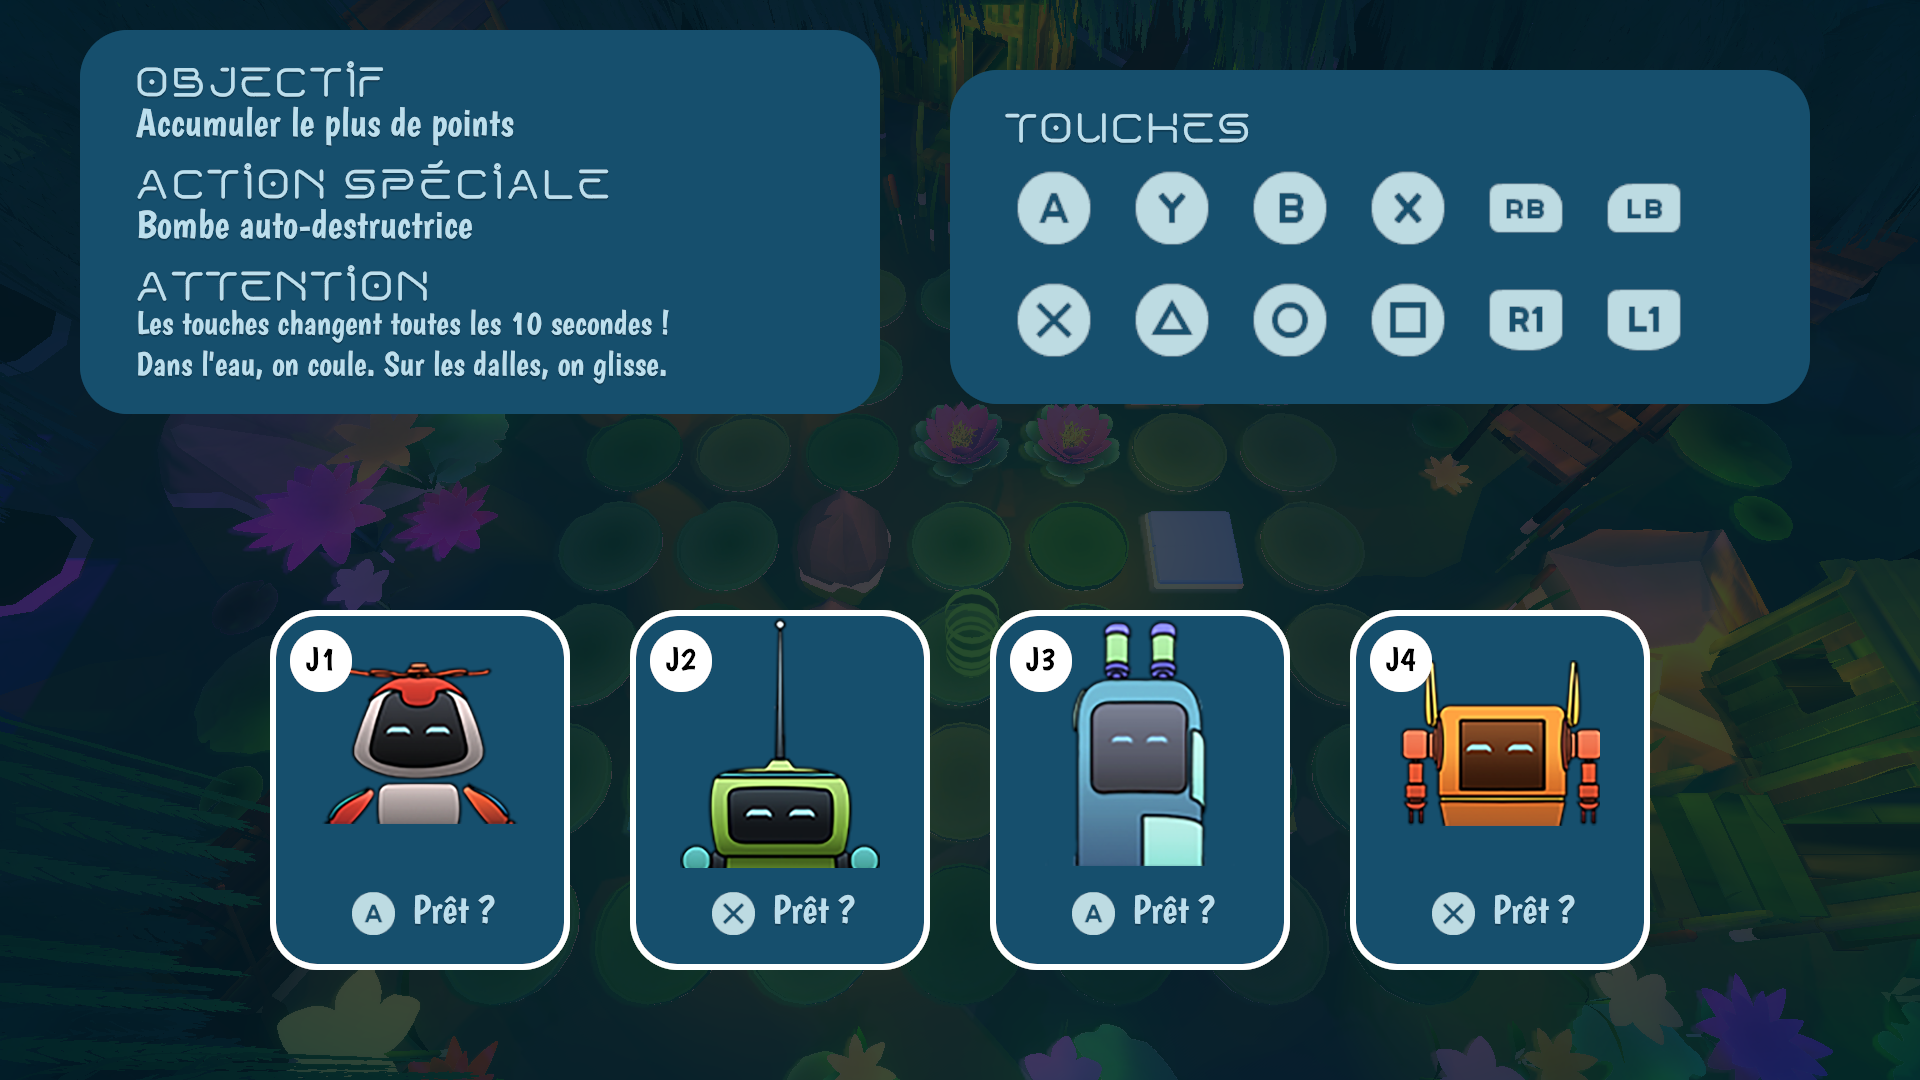 OBJECTIF
Accumuler le plus de points
ACTION SPÉCIALE
Bombe auto-destructrice
ATTENTION
Les touches changent toutes les 10 secondes !
Dans l'eau, on coule. Sur les dalles, on glisse.
TOUCHES
A Y B X RB LB
R1 L1
J1
A Prêt ?
J2
Prêt ?
J3
A Prêt ?
J4
Prêt ?